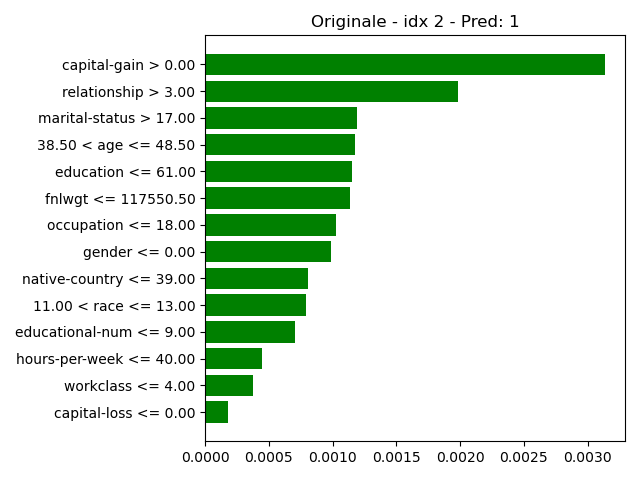 Originale - idx 2 - Pred: 1
capital-gain > 0.00
relationship > 3.00
marital-status > 17.00
38.50 < age <= 48.50
education <= 61.00
fnlwgt <= 117550.50
occupation <= 18.00
gender <= 0.00
native-country <= 39.00
11.00 < race <= 13.00
educational-num <= 9.00
hours-per-week <= 40.00
workclass <= 4.00
capital-loss <= 0.00
0.0000 0.0005 0.0010 0.0015 0.0020 0.0025 0.0030